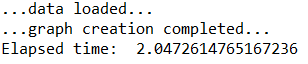 ...data loaded...
...graph creation completed...
Elapsed time:  2.0472614765167236